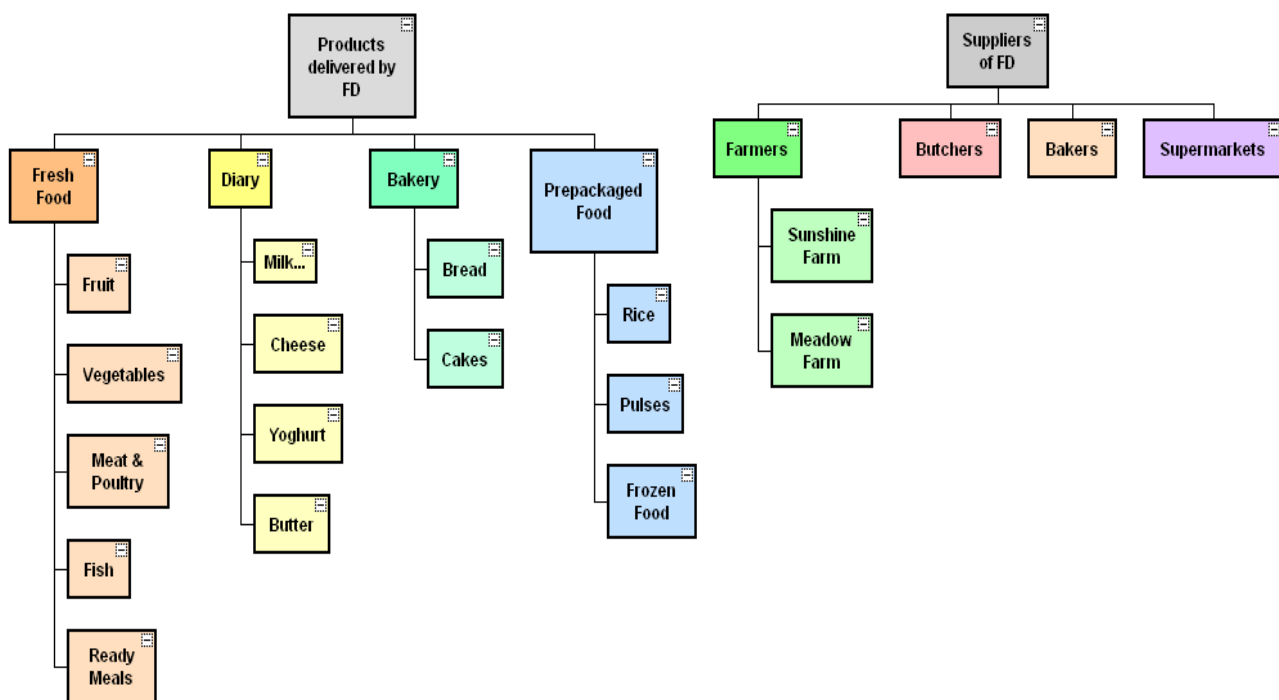 Products
delivered by
FD
Suppliers
of FD
Fresh
Food
Diary
Bakery
Prepackaged
Food
Farmers
Butchers
Bakers
Supermarkets
Fruit
Vegetables
Meat &
Poultry
Fish
Ready
Meals
Milk...
Cheese
Yoghurt
Butter
Bread
Cakes
Rice
Pulses
Frozen
Food
Sunshine
Farm
Meadow
Farm